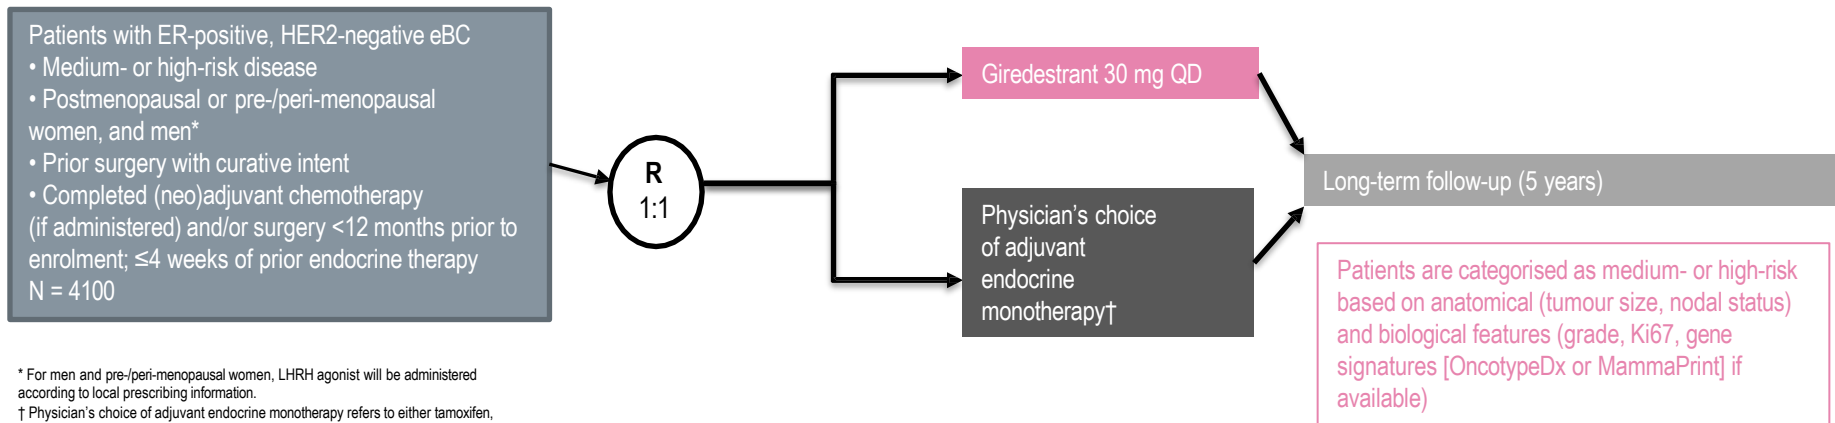 Patients with ER-positive, HER2-negative eBC
• Medium- or high-risk disease
• Postmenopausal or pre-/peri-menopausal
women, and men*
• Prior surgery with curative intent
• Completed (neo)adjuvant chemotherapy
(if administered) and/or surgery <12 months prior to
enrolment; ≤4 weeks of prior endocrine therapy
N = 4100
R
1:1
Giredestrant 30 mg QD
Physician's choice
of adjuvant
endocrine
monotherapy†
Long-term follow-up (5 years)
Patients are categorised as medium- or high-risk
based on anatomical (tumour size, nodal status)
and biological features (grade, Ki67, gene
signatures [OncotypeDx or MammaPrint] if
available)
* For men and pre-/peri-menopausal women, LHRH agonist will be administered
according to local prescribing information.
† Physician's choice of adjuvant endocrine monotherapy refers to either tamoxifen,